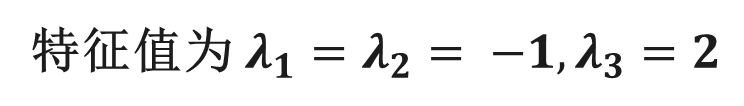 特征值为 λ₁ = λ₂ = −1, λ₃ = 2